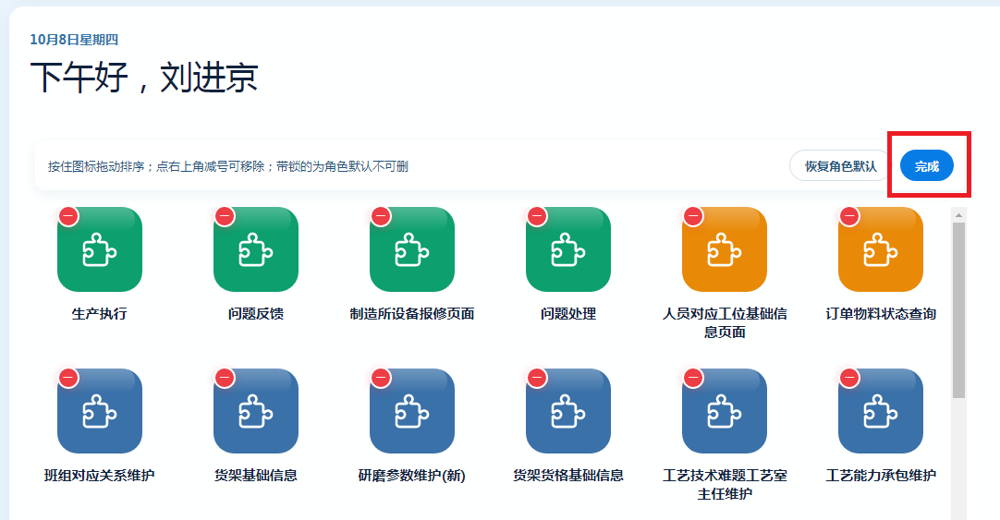 10月8日星期四
下午好，刘进京
按住图标拖动排序；点右上角减号可移除；带锁的为角色默认不可删
恢复角色默认
完成
生产执行
问题反馈
制造所设备报修页面
问题处理
人员对应工位基础信
息页面
订单物料状态查询
班组对应关系维护
货架基础信息
研磨参数维护(新)
货架货格基础信息
工艺技术难题工艺室
主任维护
工艺能力承包维护